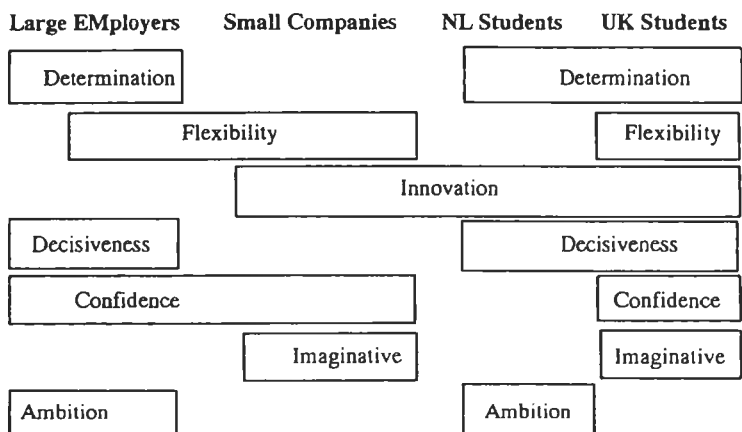 Large EMployers Small Companies NL Students UK Students
Determination Determination
Flexibility Flexibility
Innovation
Decisiveness Decisiveness
Confidence Confidence
Imaginative Imaginative
Ambition Ambition